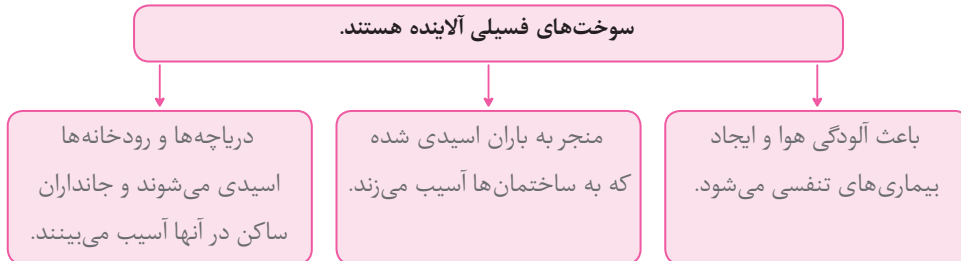 سوخت‌های فسیلی آلاینده هستند.
باعث آلودگی هوا و ایجاد
بیماری‌های تنفسی می‌شود.
منجر به باران اسیدی شده
که به ساختمان‌ها آسیب می‌زند.
دریاچه‌ها و رودخانه‌ها
اسیدی می‌شوند و جانداران
ساکن در آنها آسیب می‌بینند.